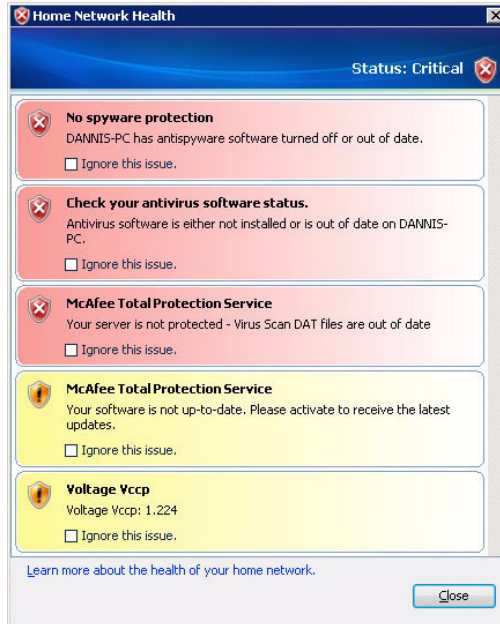 Home Network Health
Status: Critical
No spyware protection
DANNIS-PC has antispyware software turned off or out of date.
Ignore this issue.
Check your antivirus software status.
Antivirus software is either not installed or is out of date on DANNIS-
PC.
Ignore this issue.
McAfee Total Protection Service
Your server is not protected - Virus Scan DAT files are out of date
Ignore this issue.
McAfee Total Protection Service
Your software is not up-to-date. Please activate to receive the latest
updates.
Ignore this issue.
Voltage Vccp
Voltage Vccp: 1.224
Ignore this issue.
Learn more about the health of your home network.
Close